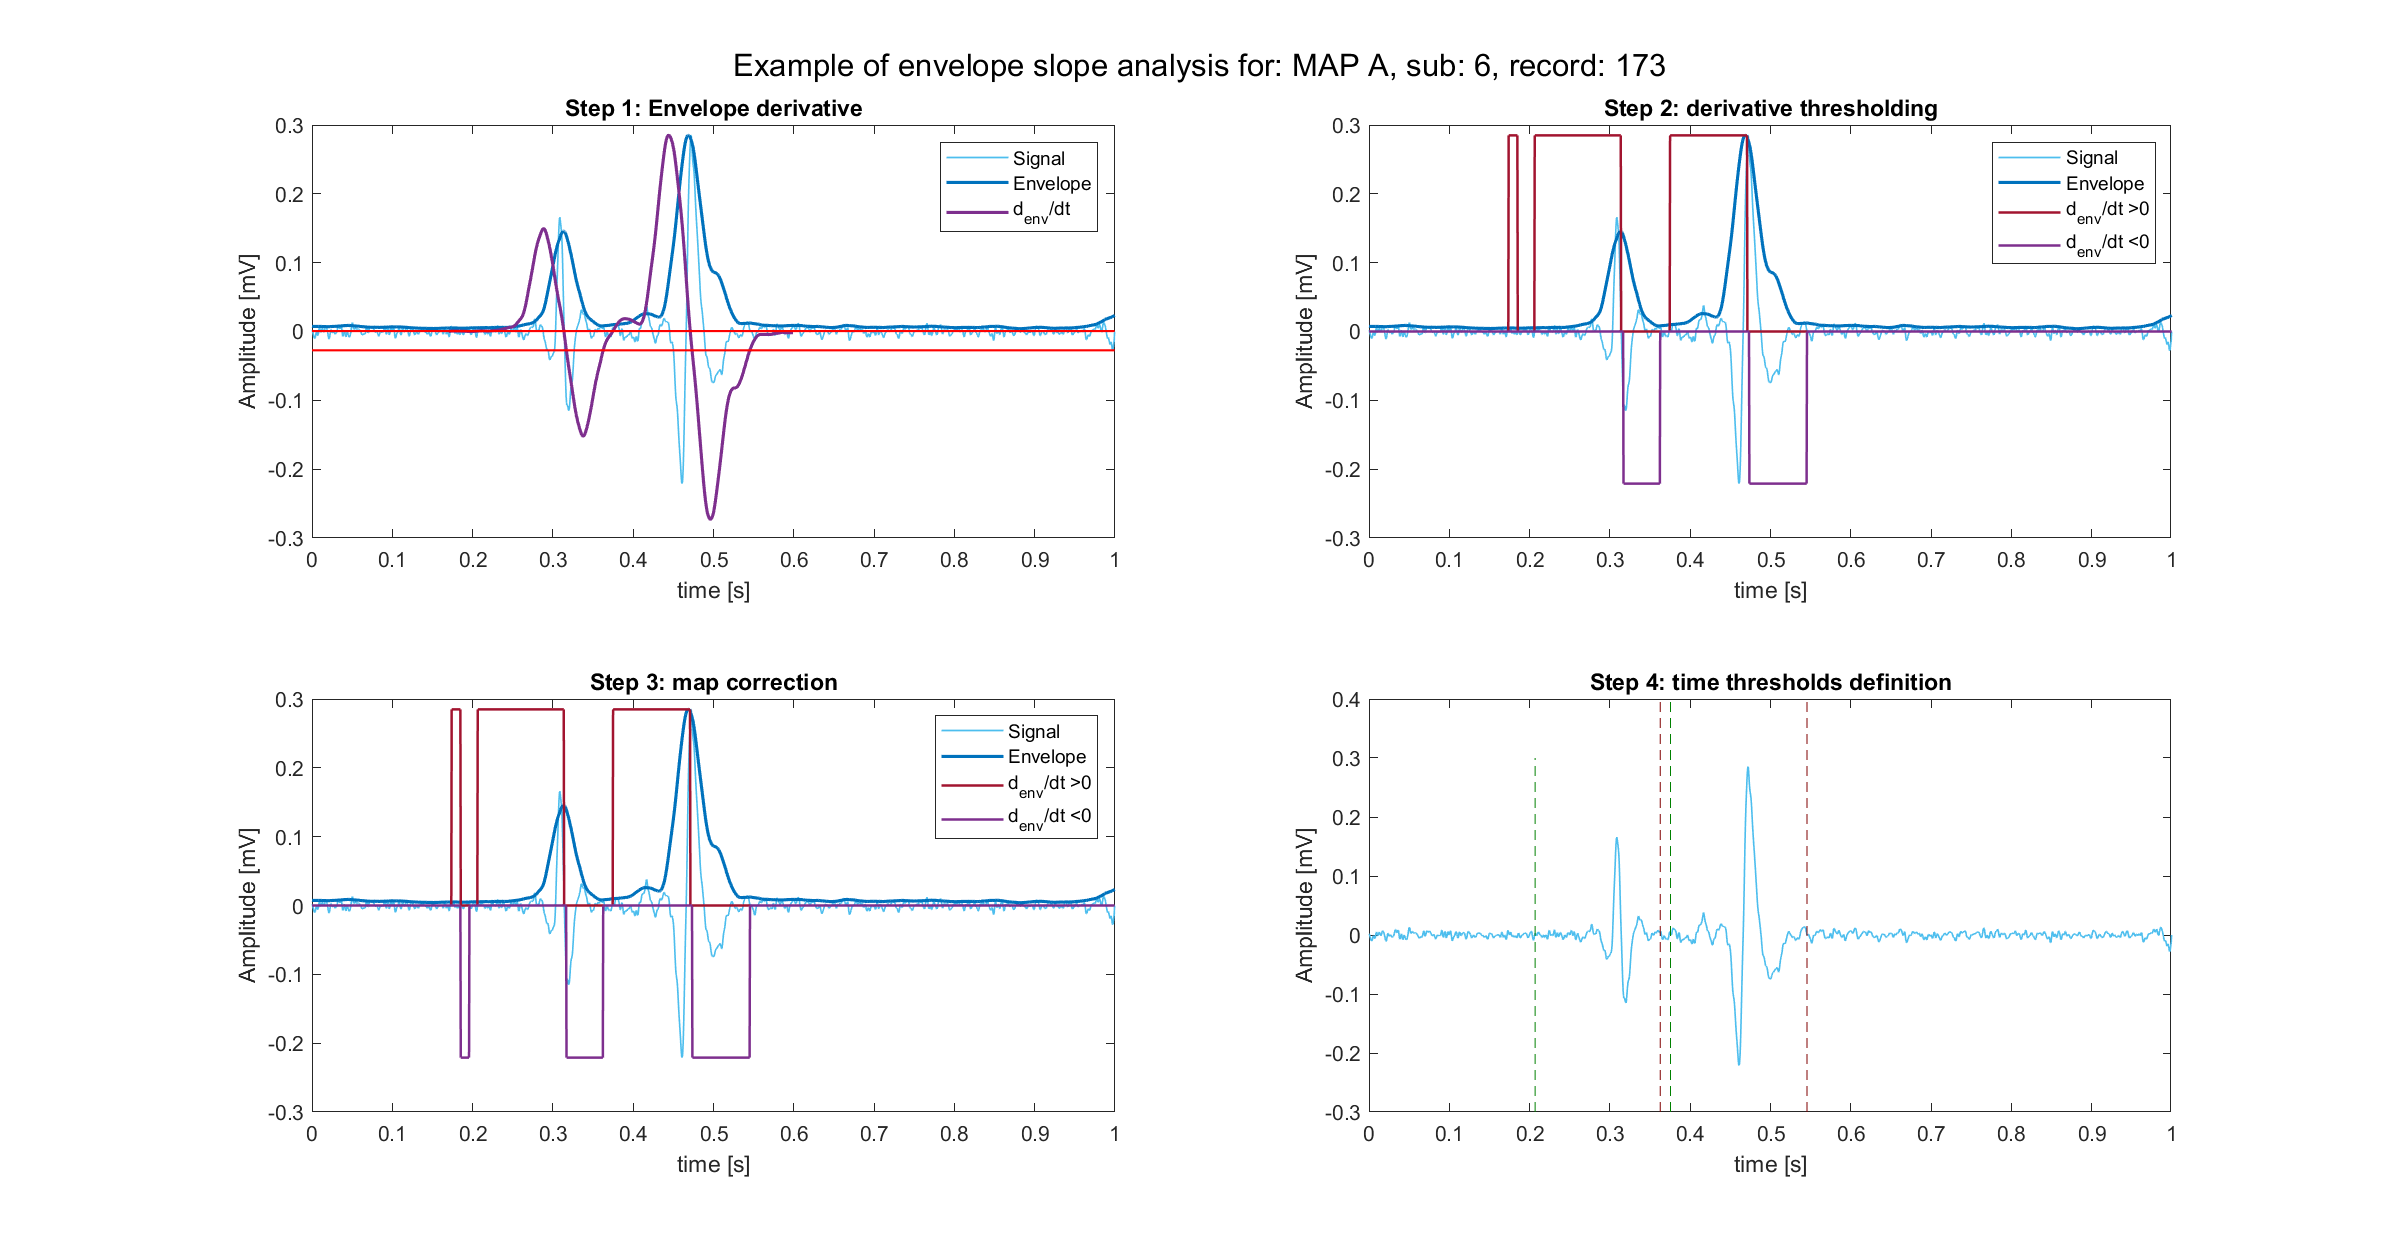 Example of envelope slope analysis for: MAP A, sub: 6, record: 173
Step 1: Envelope derivative
0.3
0.2
0.1
0
-0.1
-0.2
-0.3
Amplitude [mV]
0 0.1 0.2 0.3 0.4 0.5 0.6 0.7 0.8 0.9 1
time [s]
Signal
Envelope
d_env/dt
Step 2: derivative thresholding
0.3
0.2
0.1
0
-0.1
-0.2
-0.3
Amplitude [mV]
0 0.1 0.2 0.3 0.4 0.5 0.6 0.7 0.8 0.9 1
time [s]
Signal
Envelope
d_env/dt >0
d_env/dt <0
Step 3: map correction
0.3
0.2
0.1
0
-0.1
-0.2
-0.3
Amplitude [mV]
0 0.1 0.2 0.3 0.4 0.5 0.6 0.7 0.8 0.9 1
time [s]
Signal
Envelope
d_env/dt >0
d_env/dt <0
Step 4: time thresholds definition
0.4
0.3
0.2
0.1
0
-0.1
-0.2
-0.3
Amplitude [mV]
0 0.1 0.2 0.3 0.4 0.5 0.6 0.7 0.8 0.9 1
time [s]